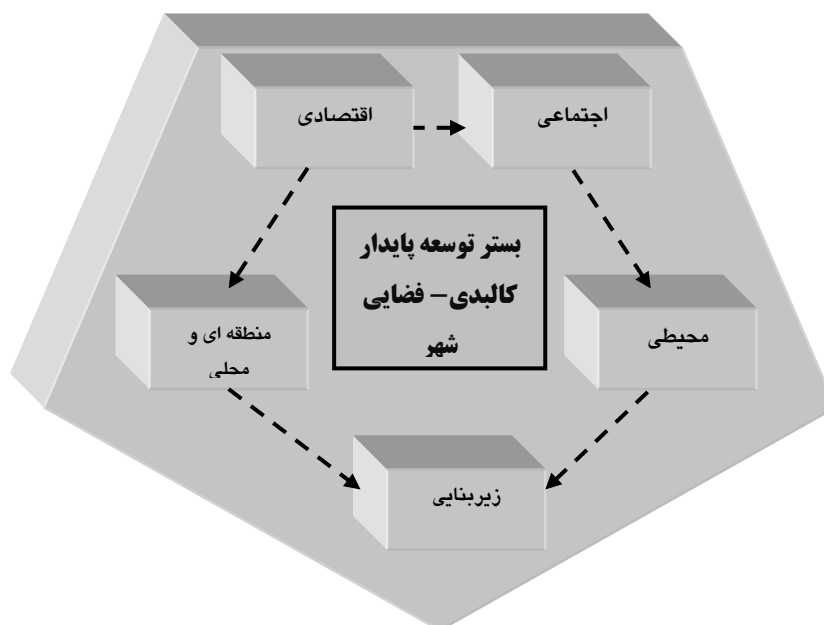 اجتماعی
اقتصادی
بستر توسعه پایدار
کالبدی- فضایی
شهر
محیطی
منطقه ای و
محلی
زیربنایی